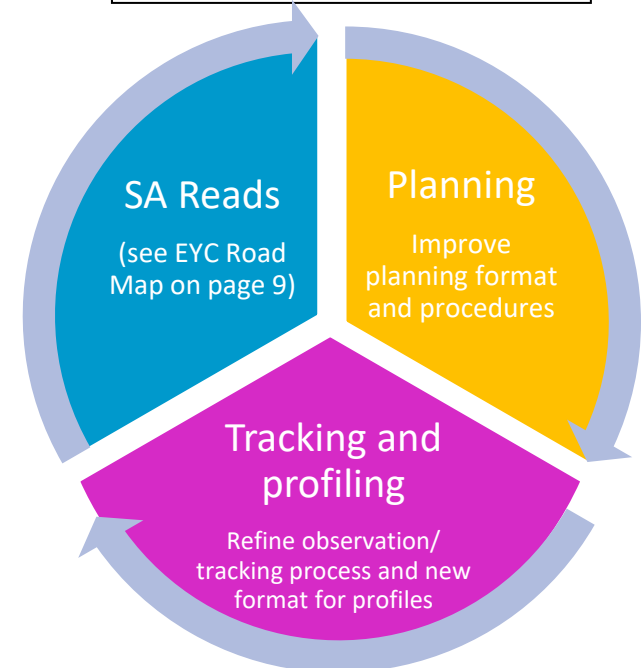 SA Reads
(see EYC Road
Map on page 9)
Planning
Improve
planning format
and procedures
Tracking and
profiling
Refine observation/
tracking process and new
format for profiles